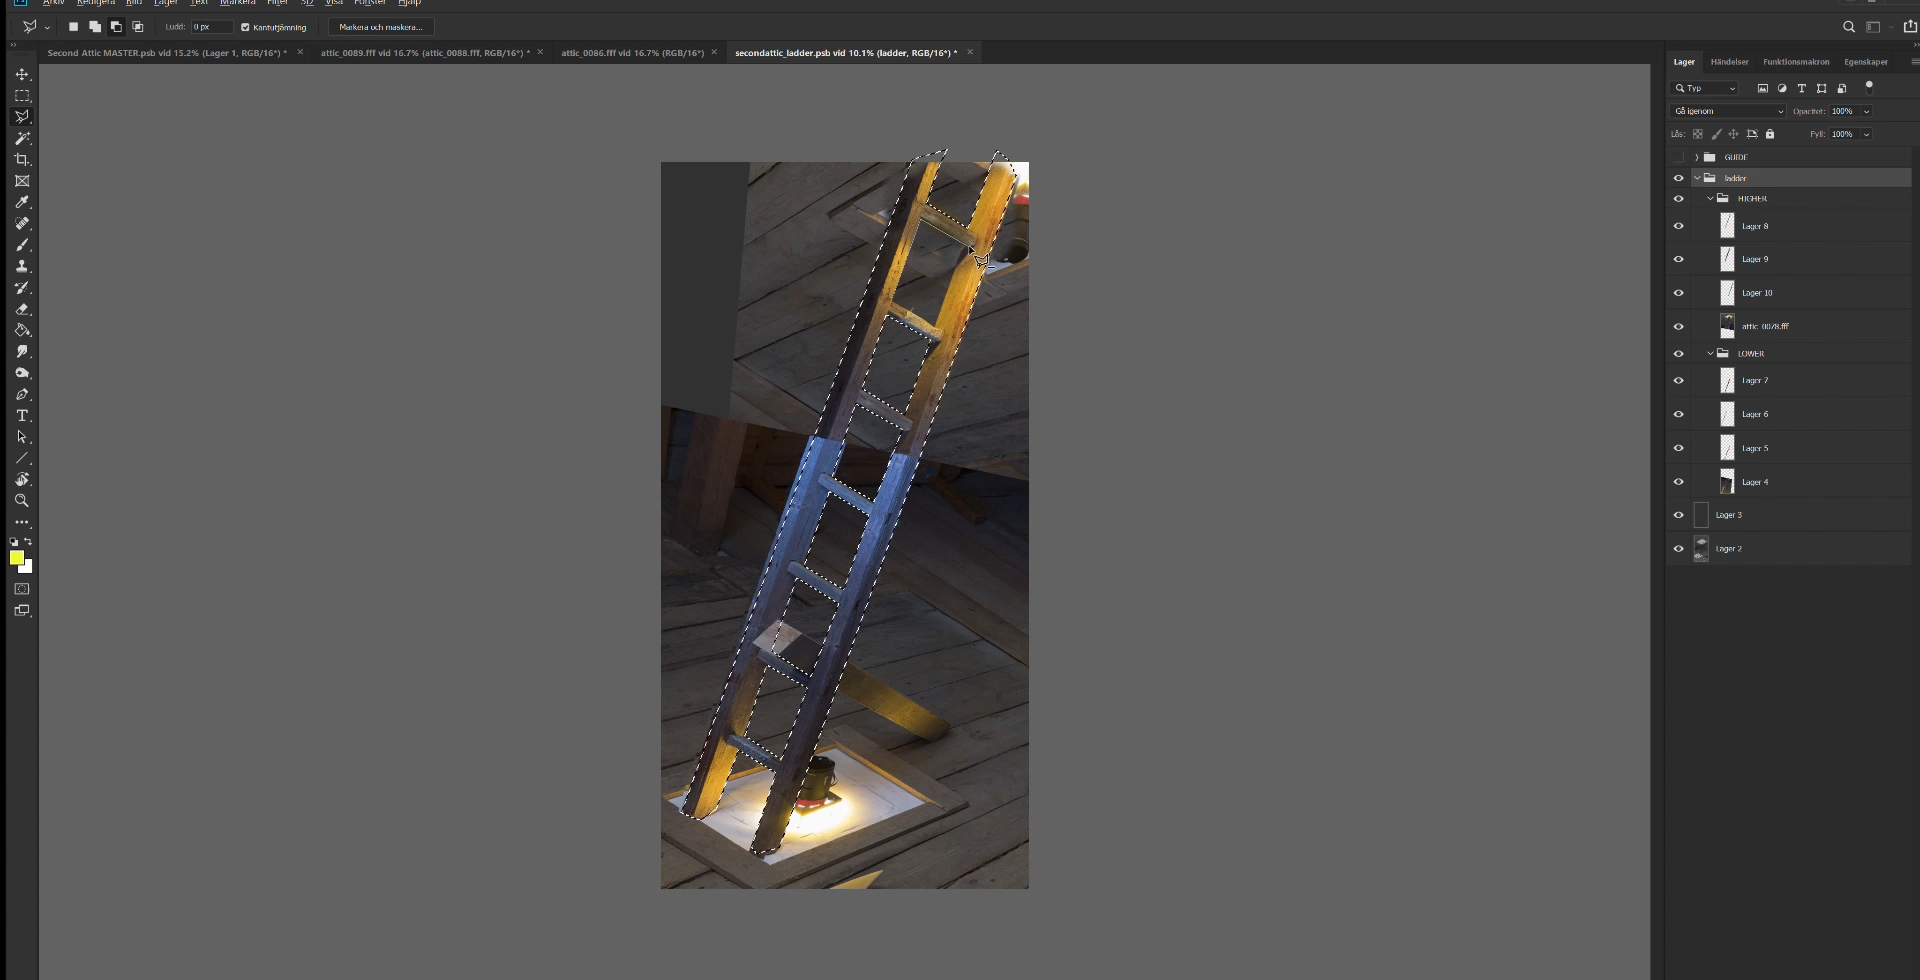 Arkiv Redigera Bild Lager Text Markera Filter 3D Visa Fönster Hjälp
Ludd: 0 px Kantutjämning Markera och maskera...
Second Attic MASTER.psb vid 15.2% (Lager 1, RGB/16*) * × attic_0089.fff vid 16.7% (attic_0088.fff, RGB/16*) * × attic_0086.fff vid 16.7% (RGB/16*) × secondattic_ladder.psb vid 10.1% (ladder, RGB/16*) * ×
Lager Händelser Funktionsmakron Egenskaper
Typ
Gå igenom Opacitet: 100%
Lås: Fyll: 100%
GUIDE
ladder
HIGHER
Lager 8
Lager 9
Lager 10
attic_0078.fff
LOWER
Lager 7
Lager 6
Lager 5
Lager 4
Lager 3
Lager 2